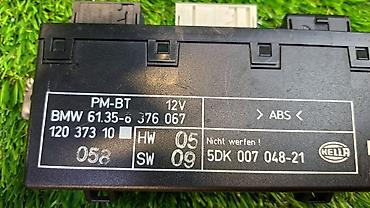 PM-BT 12V
BMW 61.35-6 376 067
120 373 10
HW 05
058
SW 09
> ABS <
Nicht werfen !
5DK 007 048-21
HELLA